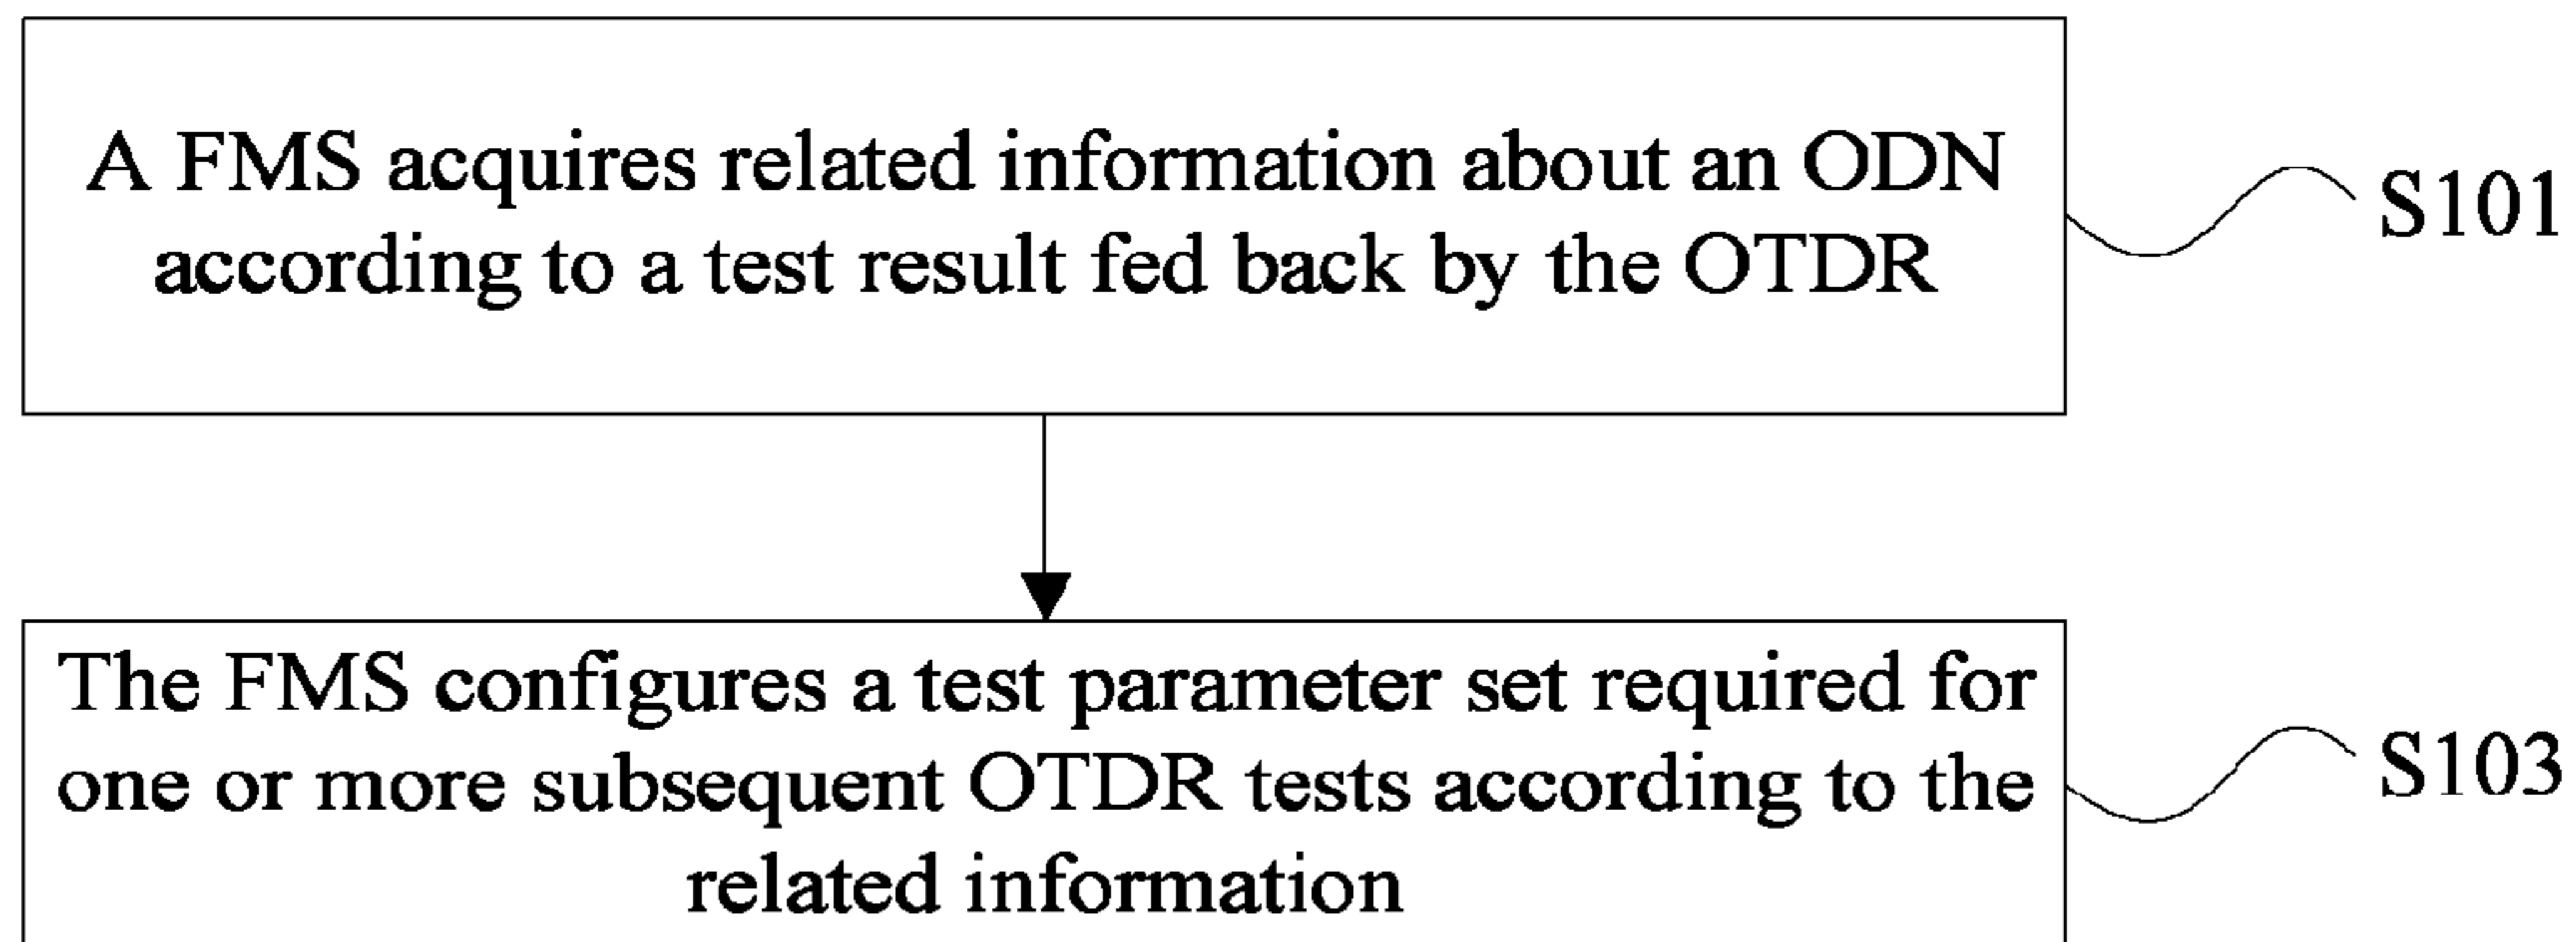 A FMS acquires related information about an ODN
according to a test result fed back by the OTDR
S101
The FMS configures a test parameter set required for
one or more subsequent OTDR tests according to the
related information
S103